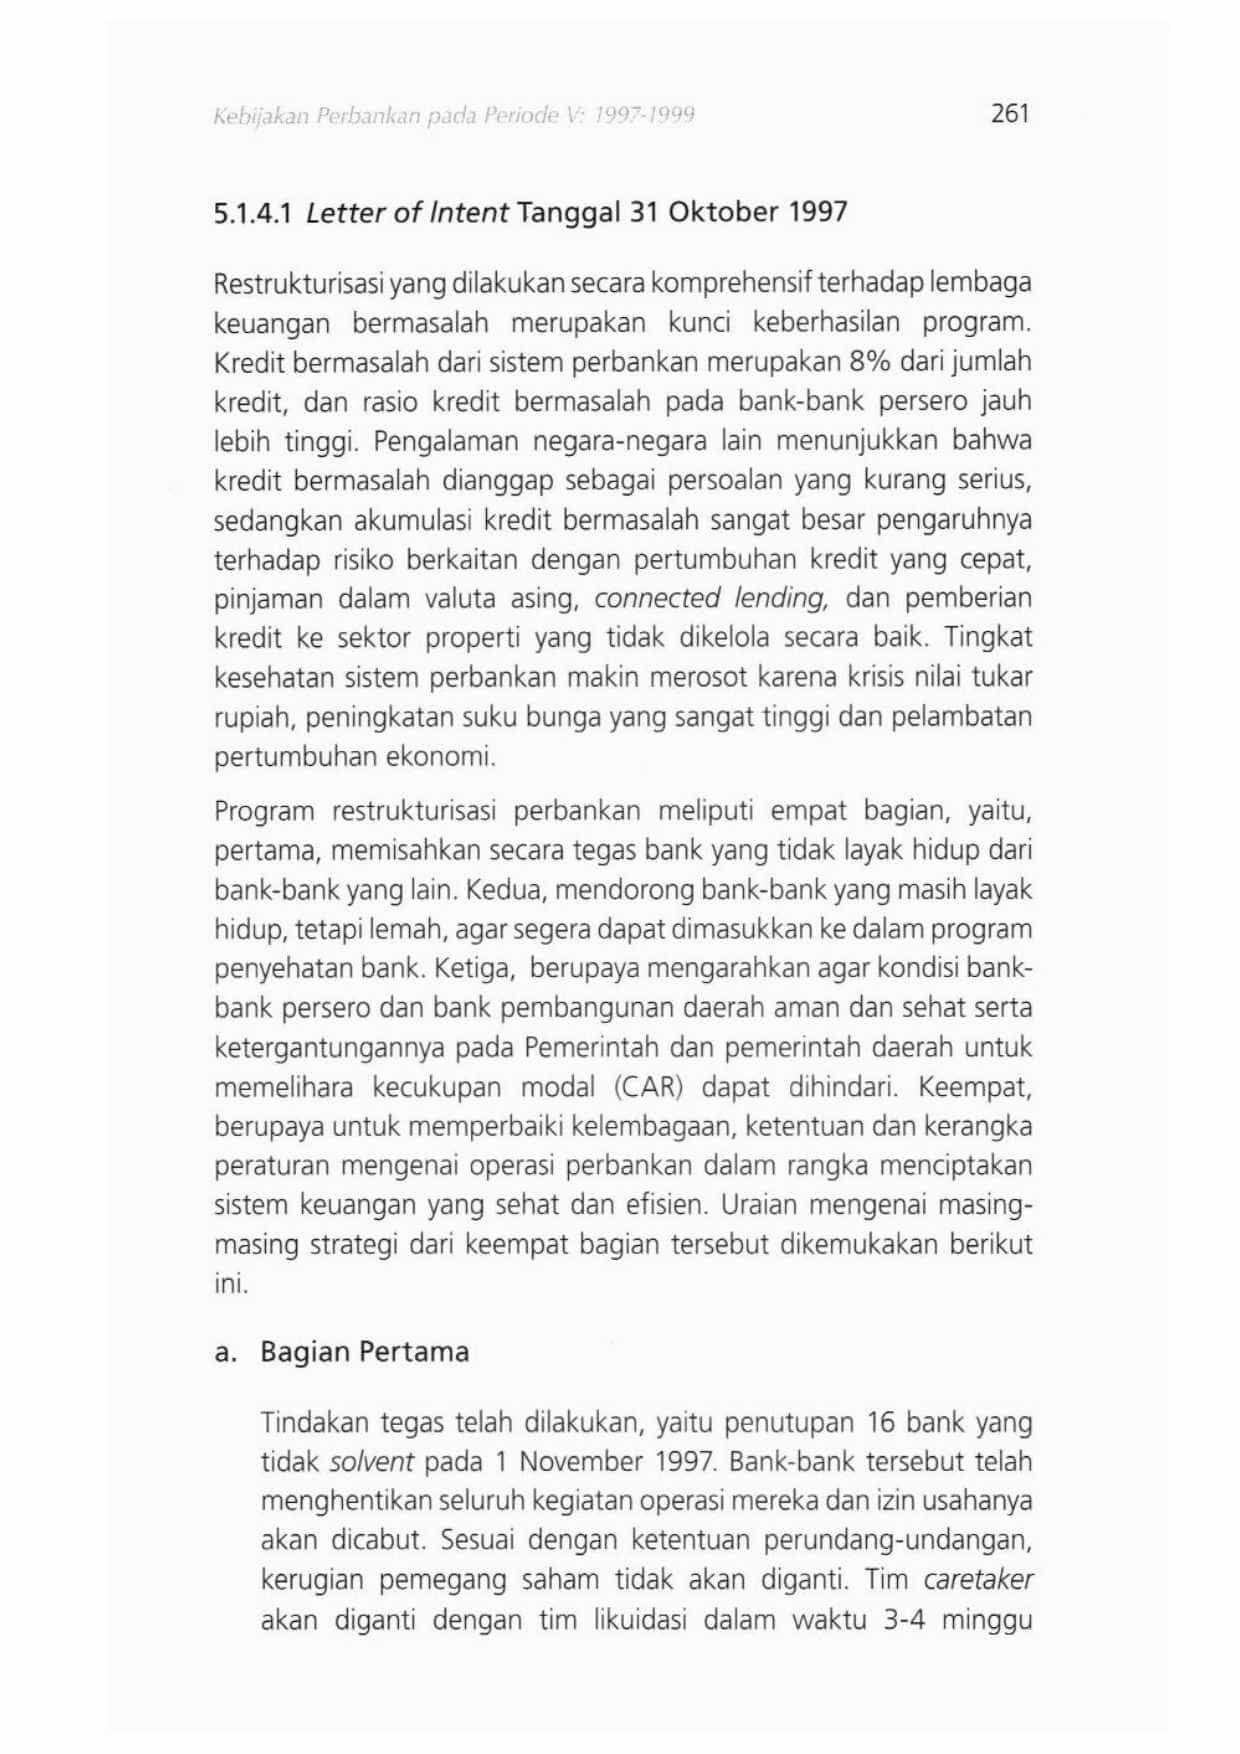 Kebijakan Perbankan pada Periode V: 1997-1999 261
5.1.4.1 Letter of Intent Tanggal 31 Oktober 1997
Restrukturisasi yang dilakukan secara komprehensif terhadap lembaga
keuangan bermasalah merupakan kunci keberhasilan program.
Kredit bermasalah dari sistem perbankan merupakan 8% dari jumlah
kredit, dan rasio kredit bermasalah pada bank-bank persero jauh
lebih tinggi. Pengalaman negara-negara lain menunjukkan bahwa
kredit bermasalah dianggap sebagai persoalan yang kurang serius,
sedangkan akumulasi kredit bermasalah sangat besar pengaruhnya
terhadap risiko berkaitan dengan pertumbuhan kredit yang cepat,
pinjaman dalam valuta asing, connected lending, dan pemberian
kredit ke sektor properti yang tidak dikelola secara baik. Tingkat
kesehatan sistem perbankan makin merosot karena krisis nilai tukar
rupiah, peningkatan suku bunga yang sangat tinggi dan pelambatan
pertumbuhan ekonomi.
Program restrukturisasi perbankan meliputi empat bagian, yaitu,
pertama, memisahkan secara tegas bank yang tidak layak hidup dari
bank-bank yang lain. Kedua, mendorong bank-bank yang masih layak
hidup, tetapi lemah, agar segera dapat dimasukkan ke dalam program
penyehatan bank. Ketiga, berupaya mengarahkan agar kondisi bank-
bank persero dan bank pembangunan daerah aman dan sehat serta
ketergantungannya pada Pemerintah dan pemerintah daerah untuk
memelihara kecukupan modal (CAR) dapat dihindari. Keempat,
berupaya untuk memperbaiki kelembagaan, ketentuan dan kerangka
peraturan mengenai operasi perbankan dalam rangka menciptakan
sistem keuangan yang sehat dan efisien. Uraian mengenai masing-
masing strategi dari keempat bagian tersebut dikemukakan berikut
ini.
a. Bagian Pertama
Tindakan tegas telah dilakukan, yaitu penutupan 16 bank yang
tidak solvent pada 1 November 1997. Bank-bank tersebut telah
menghentikan seluruh kegiatan operasi mereka dan izin usahanya
akan dicabut. Sesuai dengan ketentuan perundang-undangan,
kerugian pemegang saham tidak akan diganti. Tim caretaker
akan diganti dengan tim likuidasi dalam waktu 3-4 minggu